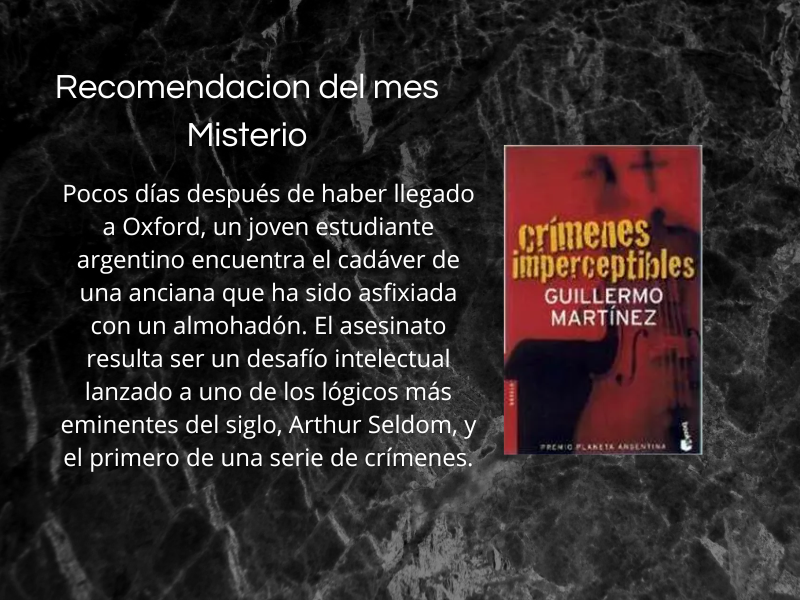 Recomendacion del mes
Misterio
Pocos días después de haber llegado
a Oxford, un joven estudiante
argentino encuentra el cadáver de
una anciana que ha sido asfixiada
con un almohadón. El asesinato
resulta ser un desafío intelectual
lanzado a uno de los lógicos más
eminentes del siglo, Arthur Seldom, y
el primero de una serie de crímenes.
crímenes
imperceptibles
GUILLERMO
MARTÍNEZ
PREMIO PLANETA ARGENTINA